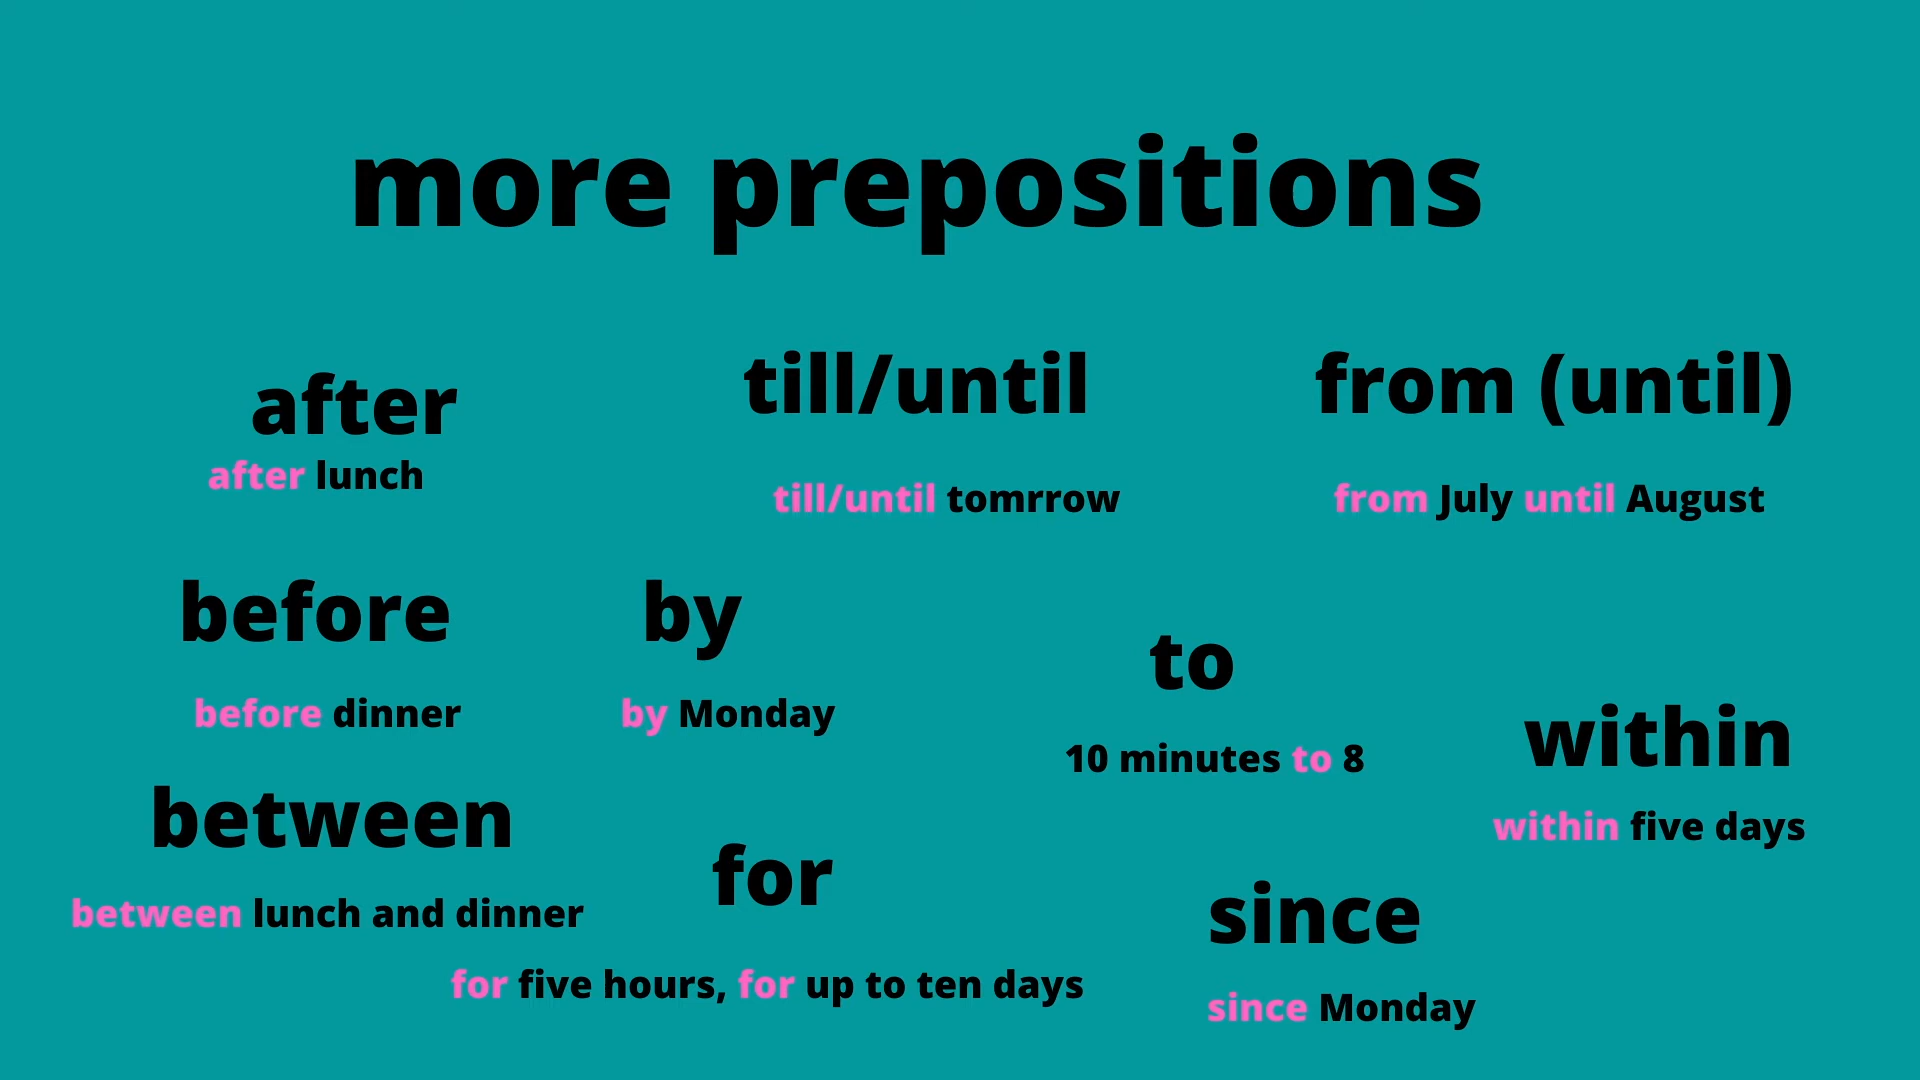 more prepositions
after
after lunch
till/until
till/until tomrrow
from (until)
from July until August
before
before dinner
by
by Monday
to
10 minutes to 8
within
within five days
between
between lunch and dinner
for
for five hours, for up to ten days
since
since Monday